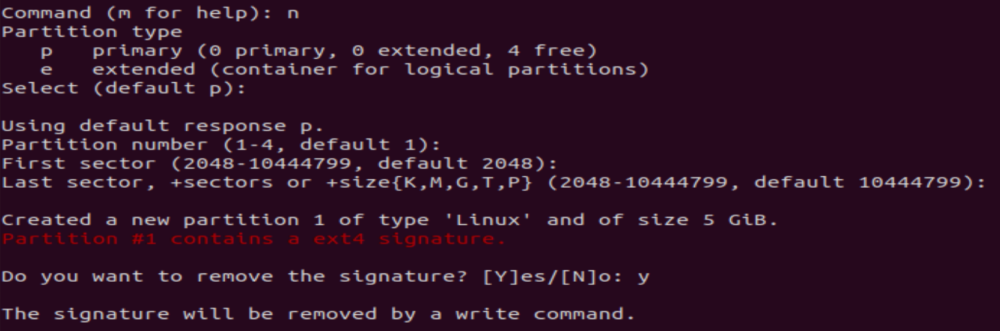 Command (m for help): n
Partition type
   p   primary (0 primary, 0 extended, 4 free)
   e   extended (container for logical partitions)
Select (default p):
Using default response p.
Partition number (1-4, default 1):
First sector (2048-10444799, default 2048):
Last sector, +sectors or +size{K,M,G,T,P} (2048-10444799, default 10444799):
Created a new partition 1 of type 'Linux' and of size 5 GiB.
Partition #1 contains a ext4 signature.
Do you want to remove the signature? [Y]es/[N]o: y
The signature will be removed by a write command.